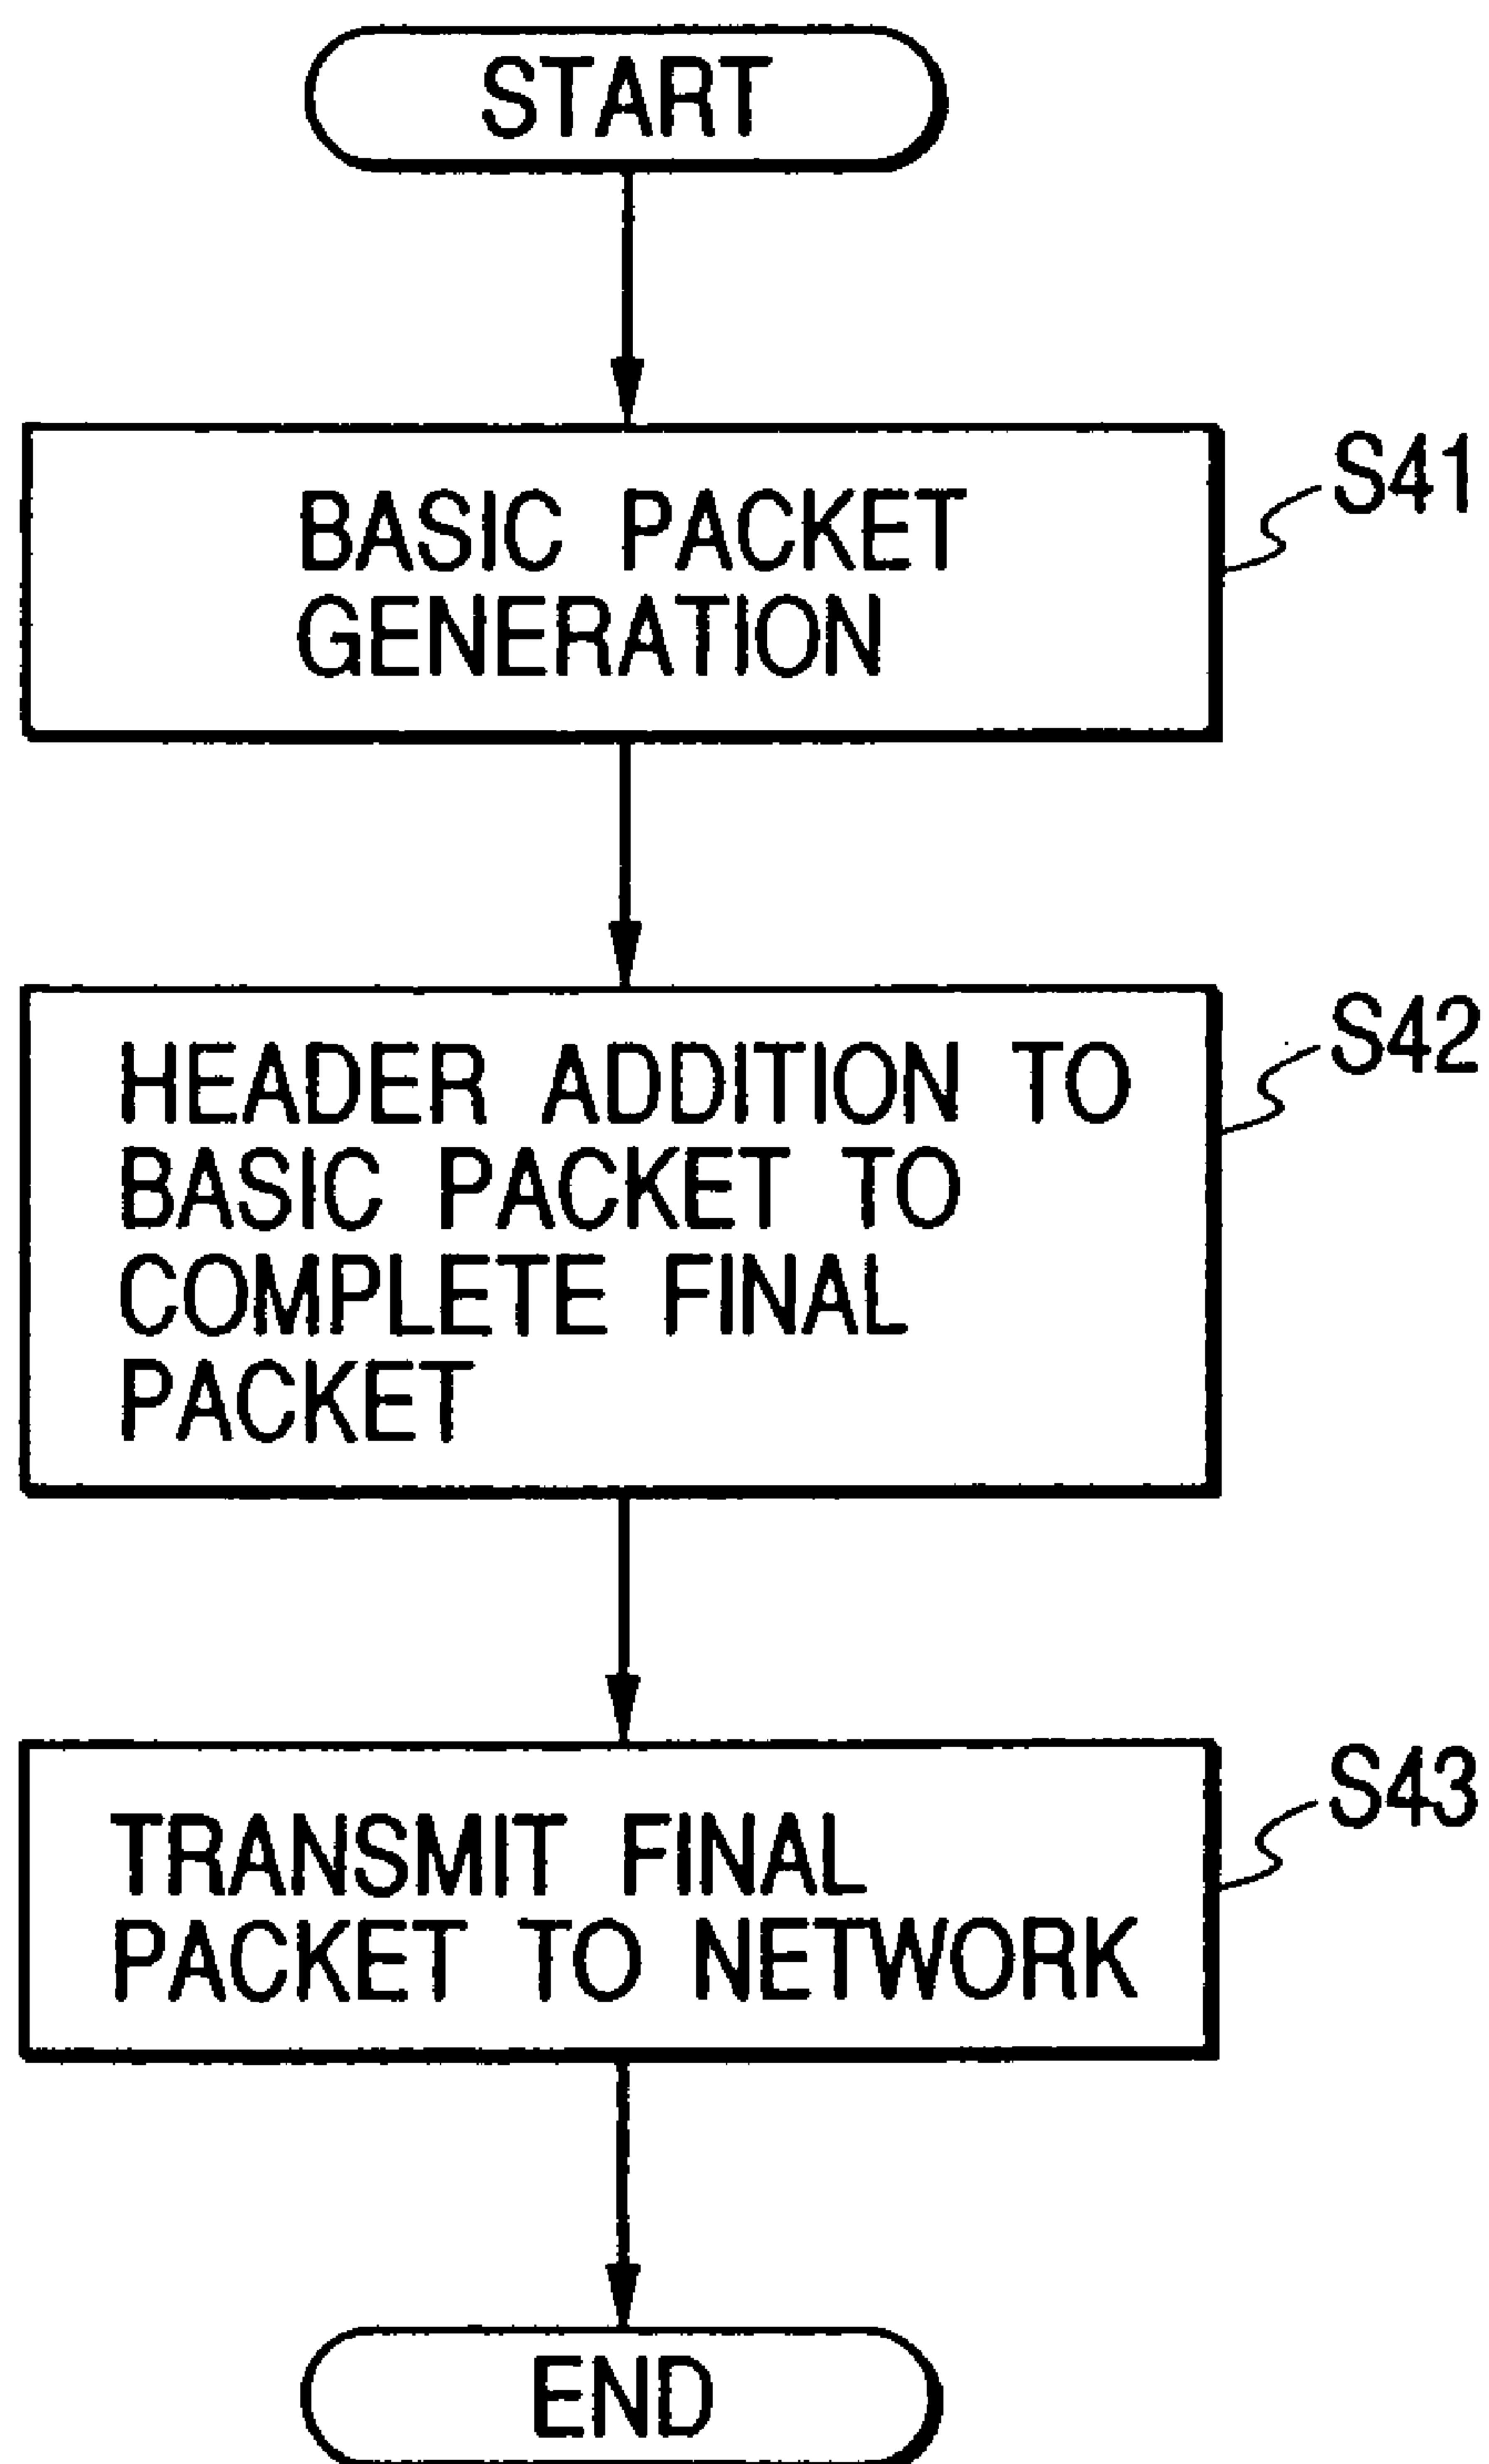 START
BASIC PACKET
GENERATION
S41
HEADER ADDITION TO
BASIC PACKET TO
COMPLETE FINAL
PACKET
S42
TRANSMIT FINAL
PACKET TO NETWORK
S43
END